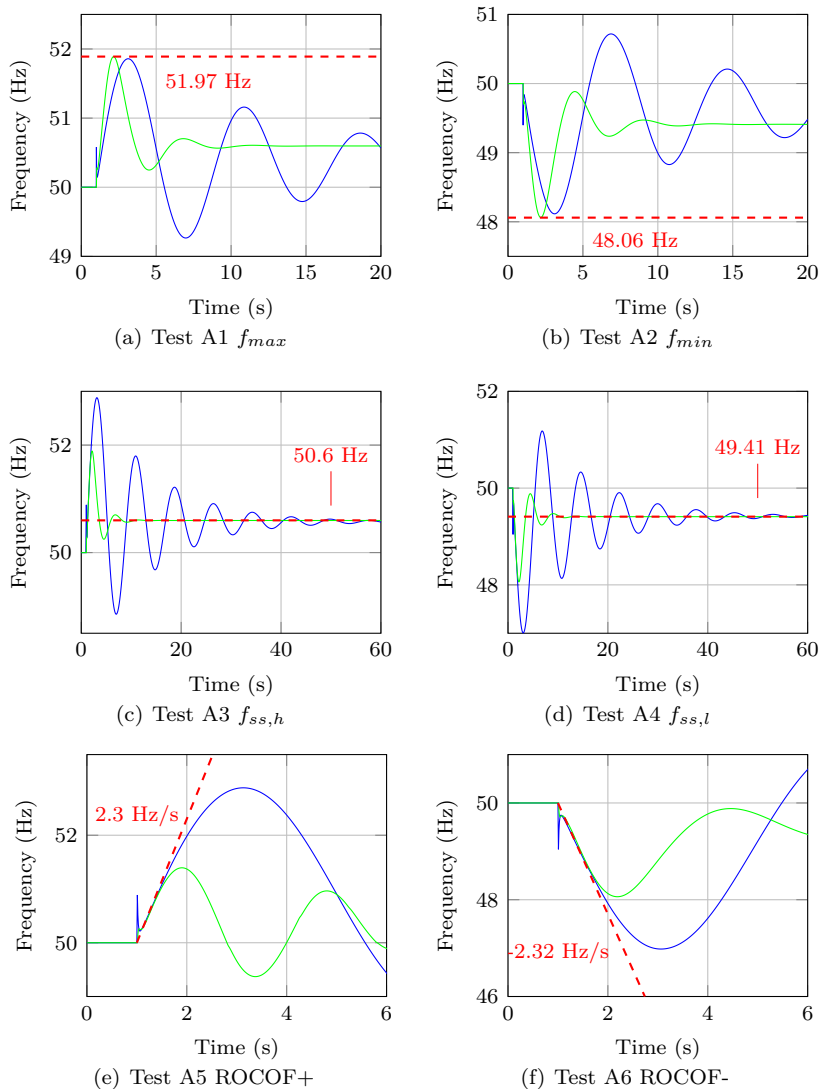 52
51
50
49
Frequency (Hz)
51.97 Hz
0
5
10
15
20
Time (s)
(a) Test A1 fmax
51
50
49
48
Frequency (Hz)
48.06 Hz
0
5
10
15
20
Time (s)
(b) Test A2 fmin
52
50
Frequency (Hz)
50.6 Hz
0
20
40
60
Time (s)
(c) Test A3 fss,h
52
50
48
Frequency (Hz)
49.41 Hz
0
20
40
60
Time (s)
(d) Test A4 fss,l
52
50
Frequency (Hz)
2.3 Hz/s
0
2
4
6
Time (s)
(e) Test A5 ROCOF+
50
48
46
Frequency (Hz)
-2.32 Hz/s
0
2
4
6
Time (s)
(f) Test A6 ROCOF-